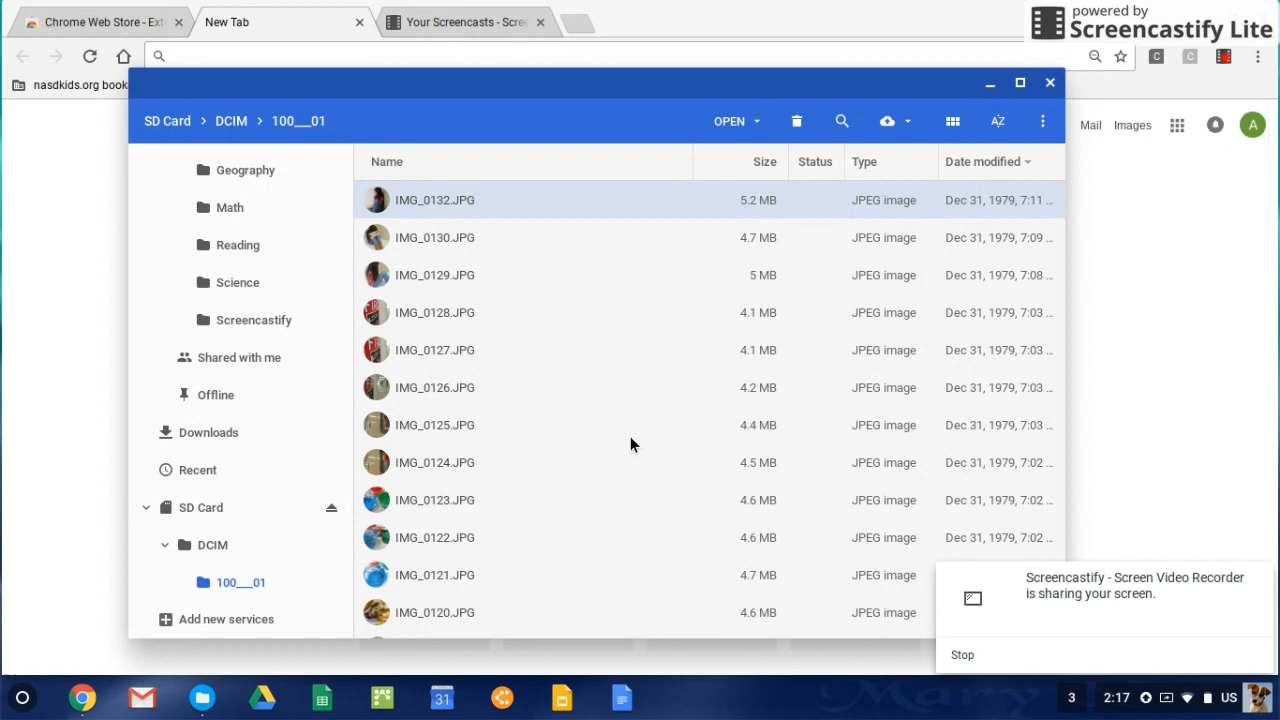 Chrome Web Store - Ext
New Tab
Your Screencasts - Scree
powered by
Screencastify Lite
nasdkids.org book
SD Card
DCIM
100___01
OPEN
AZ
Mail
Images
A
Geography
Math
Reading
Science
Screencastify
Shared with me
Offline
Downloads
Recent
SD Card
DCIM
100___01
Add new services
Name Size Status Type Date modified
IMG_0132.JPG 5.2 MB JPEG image Dec 31, 1979, 7:11 ...
IMG_0130.JPG 4.7 MB JPEG image Dec 31, 1979, 7:09 ...
IMG_0129.JPG 5 MB JPEG image Dec 31, 1979, 7:08 ...
IMG_0128.JPG 4.1 MB JPEG image Dec 31, 1979, 7:03 ...
IMG_0127.JPG 4.1 MB JPEG image Dec 31, 1979, 7:03 ...
IMG_0126.JPG 4.2 MB JPEG image Dec 31, 1979, 7:03 ...
IMG_0125.JPG 4.4 MB JPEG image Dec 31, 1979, 7:03 ...
IMG_0124.JPG 4.5 MB JPEG image Dec 31, 1979, 7:02 ...
IMG_0123.JPG 4.6 MB JPEG image Dec 31, 1979, 7:02 ...
IMG_0122.JPG 4.6 MB JPEG image Dec 31, 1979, 7:02 ...
IMG_0121.JPG 4.7 MB JPEG image
IMG_0120.JPG 4.6 MB JPEG image
Screencastify - Screen Video Recorder
is sharing your screen.
Stop
31
3 2:17 US